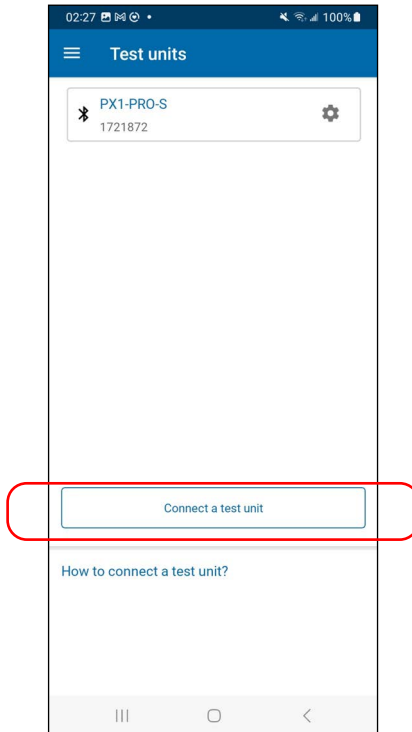 02:27
100%
Test units
PX1-PRO-S
1721872
Connect a test unit
How to connect a test unit?